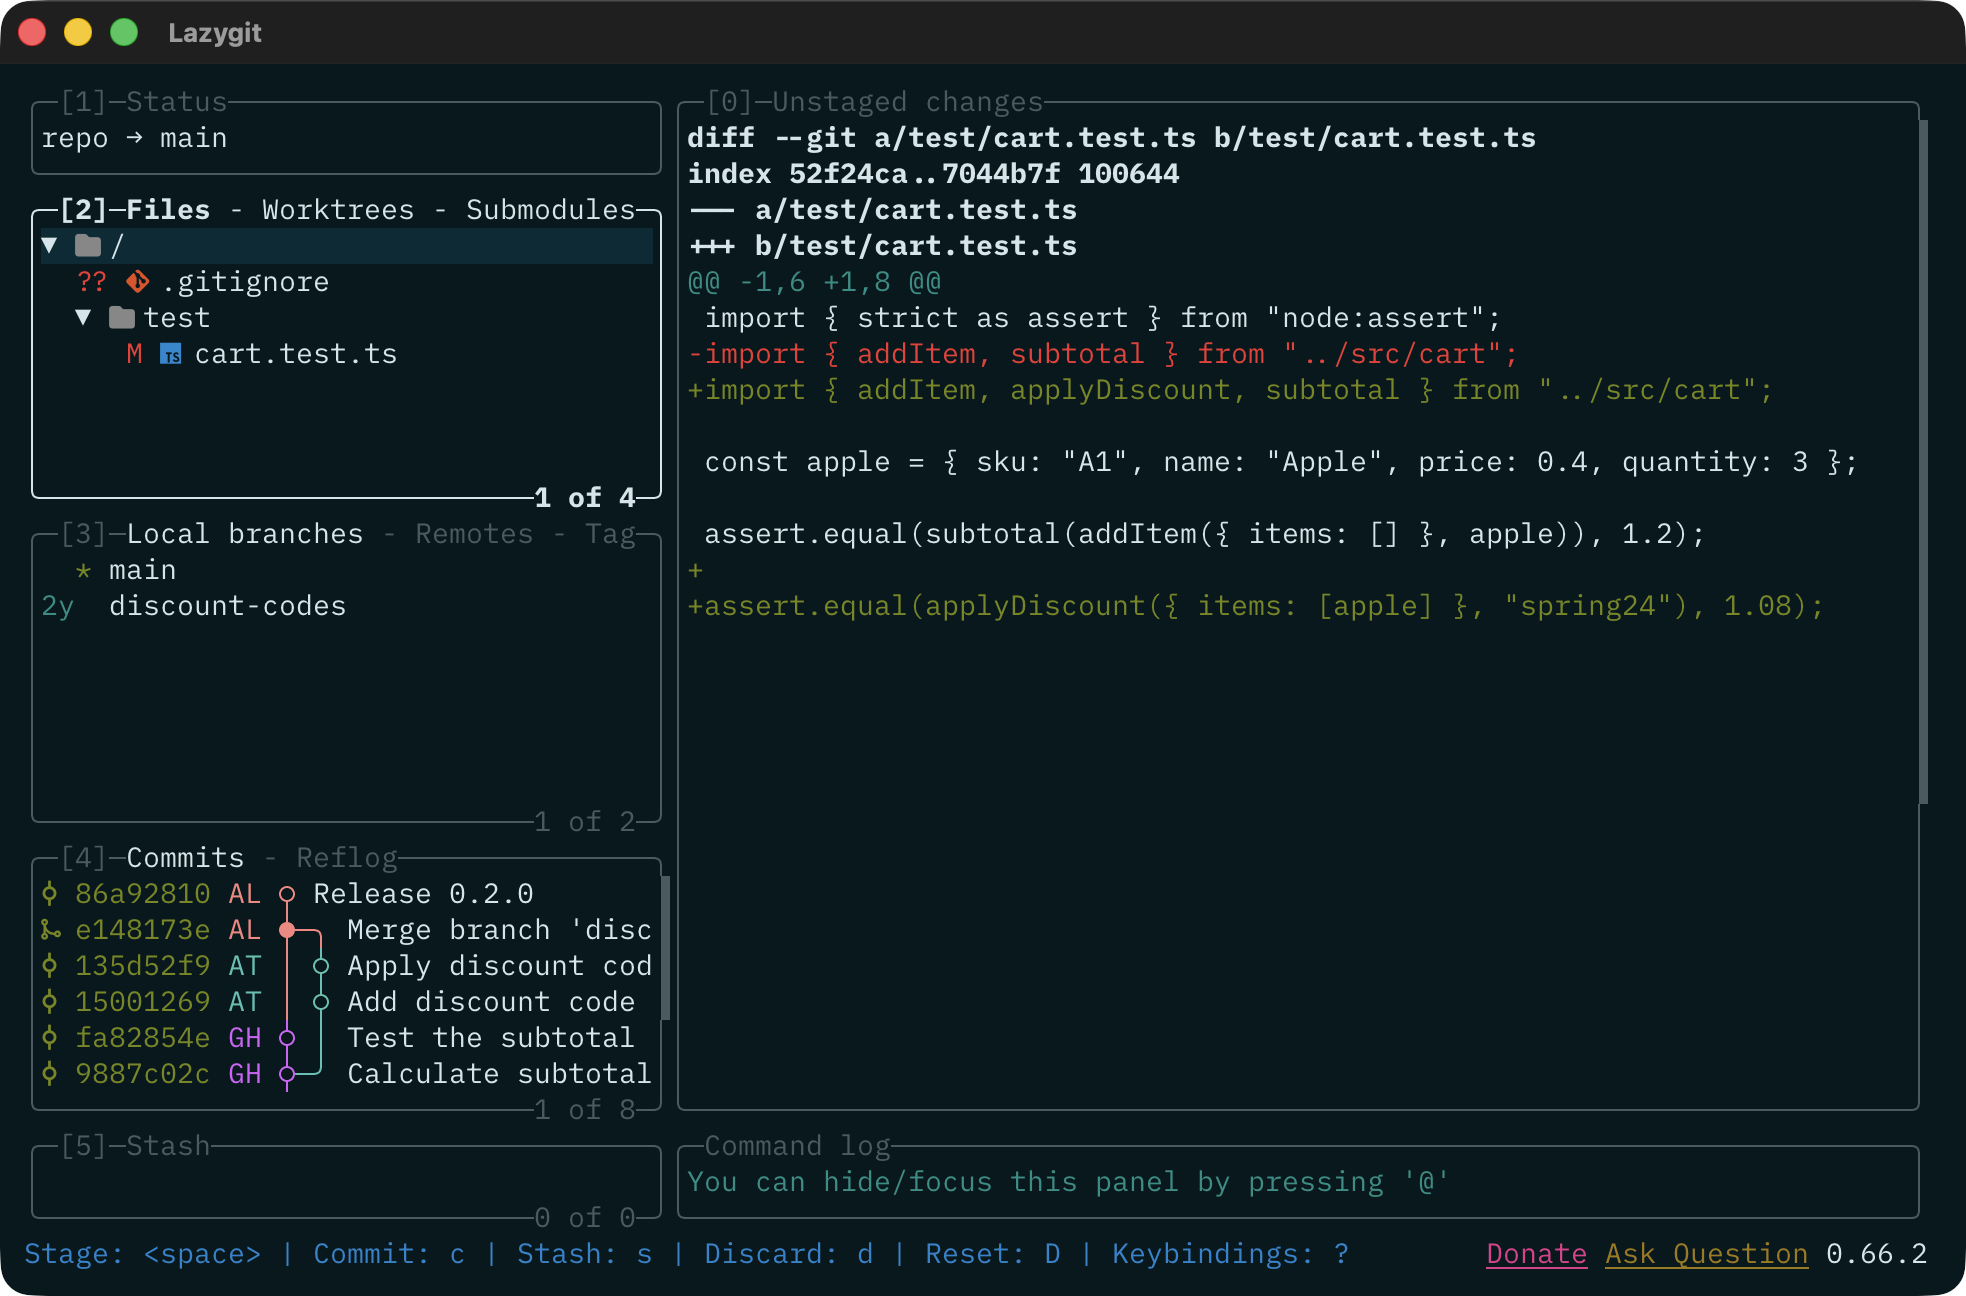 Lazygit
[1]─Status
repo → main
[2]─Files - Worktrees - Submodules
▼ /
?? .gitignore
▼ test
M TS cart.test.ts
1 of 4
[3]─Local branches - Remotes - Tag
* main
2y discount-codes
1 of 2
[4]─Commits - Reflog
86a92810 AL Release 0.2.0
e148173e AL Merge branch 'disc
135d52f9 AT Apply discount cod
15001269 AT Add discount code
fa82854e GH Test the subtotal
9887c02c GH Calculate subtotal
1 of 8
[5]─Stash
0 of 0
[0]─Unstaged changes
diff --git a/test/cart.test.ts b/test/cart.test.ts
index 52f24ca..7044b7f 100644
--- a/test/cart.test.ts
+++ b/test/cart.test.ts
@@ -1,6 +1,8 @@
 import { strict as assert } from "node:assert";
-import { addItem, subtotal } from "../src/cart";
+import { addItem, applyDiscount, subtotal } from "../src/cart";
 const apple = { sku: "A1", name: "Apple", price: 0.4, quantity: 3 };
 assert.equal(subtotal(addItem({ items: [] }, apple)), 1.2);
+
+assert.equal(applyDiscount({ items: [apple] }, "spring24"), 1.08);
Command log
You can hide/focus this panel by pressing '@'
Stage: <space> | Commit: c | Stash: s | Discard: d | Reset: D | Keybindings: ? Donate Ask Question 0.66.2